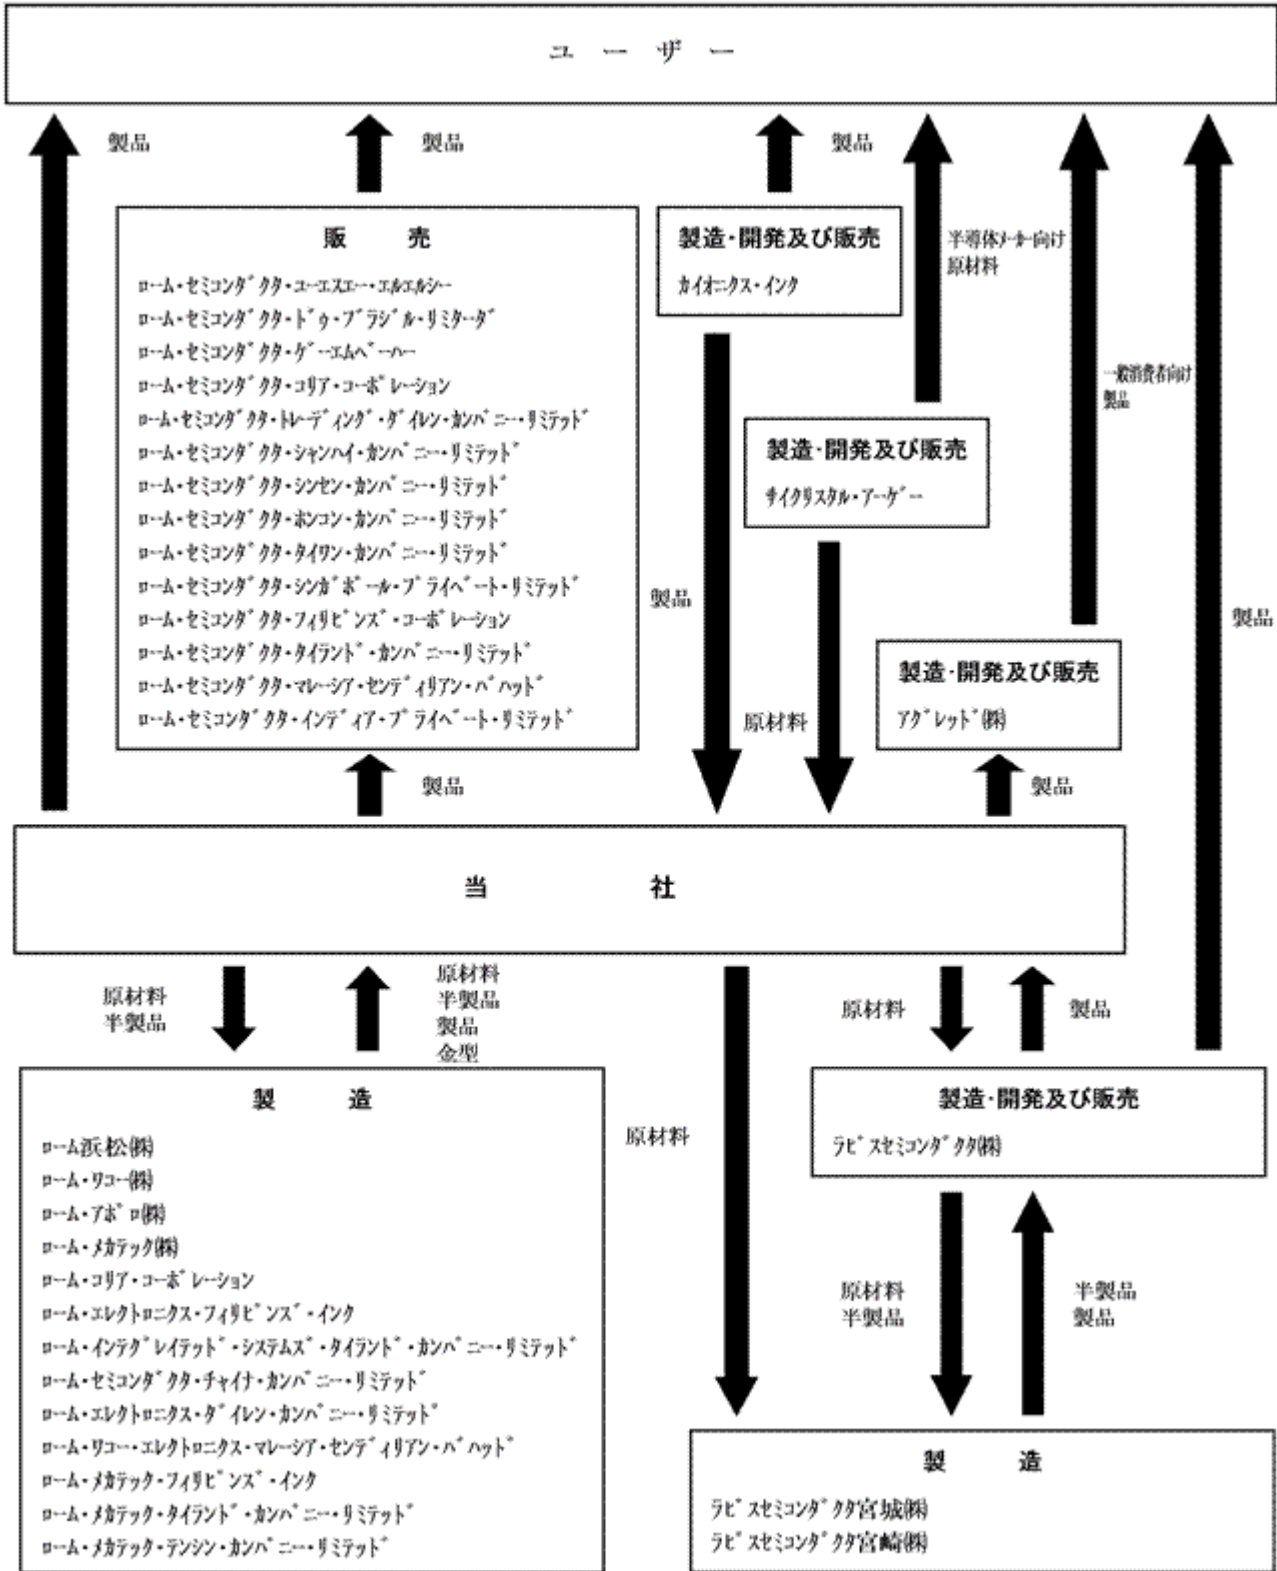 ユーザー
製品
製品
製品
半導体ﾒｰｶｰ向け
原材料
一般消費者向け
製品
製品
販売
ﾛｰﾑ・ｾﾐｺﾝﾀﾞｸﾀ・ﾕｰｴｽｴｰ・ｴﾙｴﾙｼｰ
ﾛｰﾑ・ｾﾐｺﾝﾀﾞｸﾀ・ﾄﾞｩ・ﾌﾞﾗｼﾞﾙ・ﾘﾐﾀｰﾀﾞ
ﾛｰﾑ・ｾﾐｺﾝﾀﾞｸﾀ・ｹﾞｰｴﾑﾍﾞｰﾊｰ
ﾛｰﾑ・ｾﾐｺﾝﾀﾞｸﾀ・ｺﾘｱ・ｺｰﾎﾟﾚｰｼｮﾝ
ﾛｰﾑ・ｾﾐｺﾝﾀﾞｸﾀ・ﾄﾚｰﾃﾞｨﾝｸﾞ・ﾀﾞｲﾚﾝ・ｶﾝﾊﾟﾆｰ・ﾘﾐﾃｯﾄﾞ
ﾛｰﾑ・ｾﾐｺﾝﾀﾞｸﾀ・ｼｬﾝﾊｲ・ｶﾝﾊﾟﾆｰ・ﾘﾐﾃｯﾄﾞ
ﾛｰﾑ・ｾﾐｺﾝﾀﾞｸﾀ・ｼﾝｾﾝ・ｶﾝﾊﾟﾆｰ・ﾘﾐﾃｯﾄﾞ
ﾛｰﾑ・ｾﾐｺﾝﾀﾞｸﾀ・ﾎﾝｺﾝ・ｶﾝﾊﾟﾆｰ・ﾘﾐﾃｯﾄﾞ
ﾛｰﾑ・ｾﾐｺﾝﾀﾞｸﾀ・ﾀｲﾜﾝ・ｶﾝﾊﾟﾆｰ・ﾘﾐﾃｯﾄﾞ
ﾛｰﾑ・ｾﾐｺﾝﾀﾞｸﾀ・ｼﾝｶﾞﾎﾟｰﾙ・ﾌﾟﾗｲﾍﾞｰﾄ・ﾘﾐﾃｯﾄﾞ
ﾛｰﾑ・ｾﾐｺﾝﾀﾞｸﾀ・ﾌｨﾘﾋﾟﾝｽﾞ・ｺｰﾎﾟﾚｰｼｮﾝ
ﾛｰﾑ・ｾﾐｺﾝﾀﾞｸﾀ・ﾀｲﾗﾝﾄﾞ・ｶﾝﾊﾟﾆｰ・ﾘﾐﾃｯﾄﾞ
ﾛｰﾑ・ｾﾐｺﾝﾀﾞｸﾀ・ﾏﾚｰｼｱ・ｾﾝﾃﾞｨﾘｱﾝ・ﾊﾞﾊｯﾄﾞ
ﾛｰﾑ・ｾﾐｺﾝﾀﾞｸﾀ・ｲﾝﾃﾞｨｱ・ﾌﾟﾗｲﾍﾞｰﾄ・ﾘﾐﾃｯﾄﾞ
製造・開発及び販売
ｶｲｵﾆｸｽ・ｲﾝｸ
製造・開発及び販売
ｻｲｸﾘｽﾀﾙ・ｱｰｹﾞｰ
製品
原材料
製造・開発及び販売
ｱｸﾞﾚｯﾄﾞ㈱
製品
製品
当社
原材料
半製品
原材料
半製品
製品
金型
原材料
製品
製造
ﾛｰﾑ浜松㈱
ﾛｰﾑ・ﾜｺｰ㈱
ﾛｰﾑ・ｱﾎﾟﾛ㈱
ﾛｰﾑ・ﾒｶﾃｯｸ㈱
ﾛｰﾑ・ｺﾘｱ・ｺｰﾎﾟﾚｰｼｮﾝ
ﾛｰﾑ・ｴﾚｸﾄﾛﾆｸｽ・ﾌｨﾘﾋﾟﾝｽﾞ・ｲﾝｸ
ﾛｰﾑ・ｲﾝﾃｸﾞﾚｲﾃｯﾄﾞ・ｼｽﾃﾑｽﾞ・ﾀｲﾗﾝﾄﾞ・ｶﾝﾊﾟﾆｰ・ﾘﾐﾃｯﾄﾞ
ﾛｰﾑ・ｾﾐｺﾝﾀﾞｸﾀ・ﾁｬｲﾅ・ｶﾝﾊﾟﾆｰ・ﾘﾐﾃｯﾄﾞ
ﾛｰﾑ・ｴﾚｸﾄﾛﾆｸｽ・ﾀﾞｲﾚﾝ・ｶﾝﾊﾟﾆｰ・ﾘﾐﾃｯﾄﾞ
ﾛｰﾑ・ﾜｺｰ・ｴﾚｸﾄﾛﾆｸｽ・ﾏﾚｰｼｱ・ｾﾝﾃﾞｨﾘｱﾝ・ﾊﾞﾊｯﾄﾞ
ﾛｰﾑ・ﾒｶﾃｯｸ・ﾌｨﾘﾋﾟﾝｽﾞ・ｲﾝｸ
ﾛｰﾑ・ﾒｶﾃｯｸ・ﾀｲﾗﾝﾄﾞ・ｶﾝﾊﾟﾆｰ・ﾘﾐﾃｯﾄﾞ
ﾛｰﾑ・ﾒｶﾃｯｸ・ﾃﾝｼﾝ・ｶﾝﾊﾟﾆｰ・ﾘﾐﾃｯﾄﾞ
原材料
製造・開発及び販売
ﾗﾋﾟｽｾﾐｺﾝﾀﾞｸﾀ㈱
原材料
半製品
半製品
製品
製造
ﾗﾋﾟｽｾﾐｺﾝﾀﾞｸﾀ宮城㈱
ﾗﾋﾟｽｾﾐｺﾝﾀﾞｸﾀ宮崎㈱